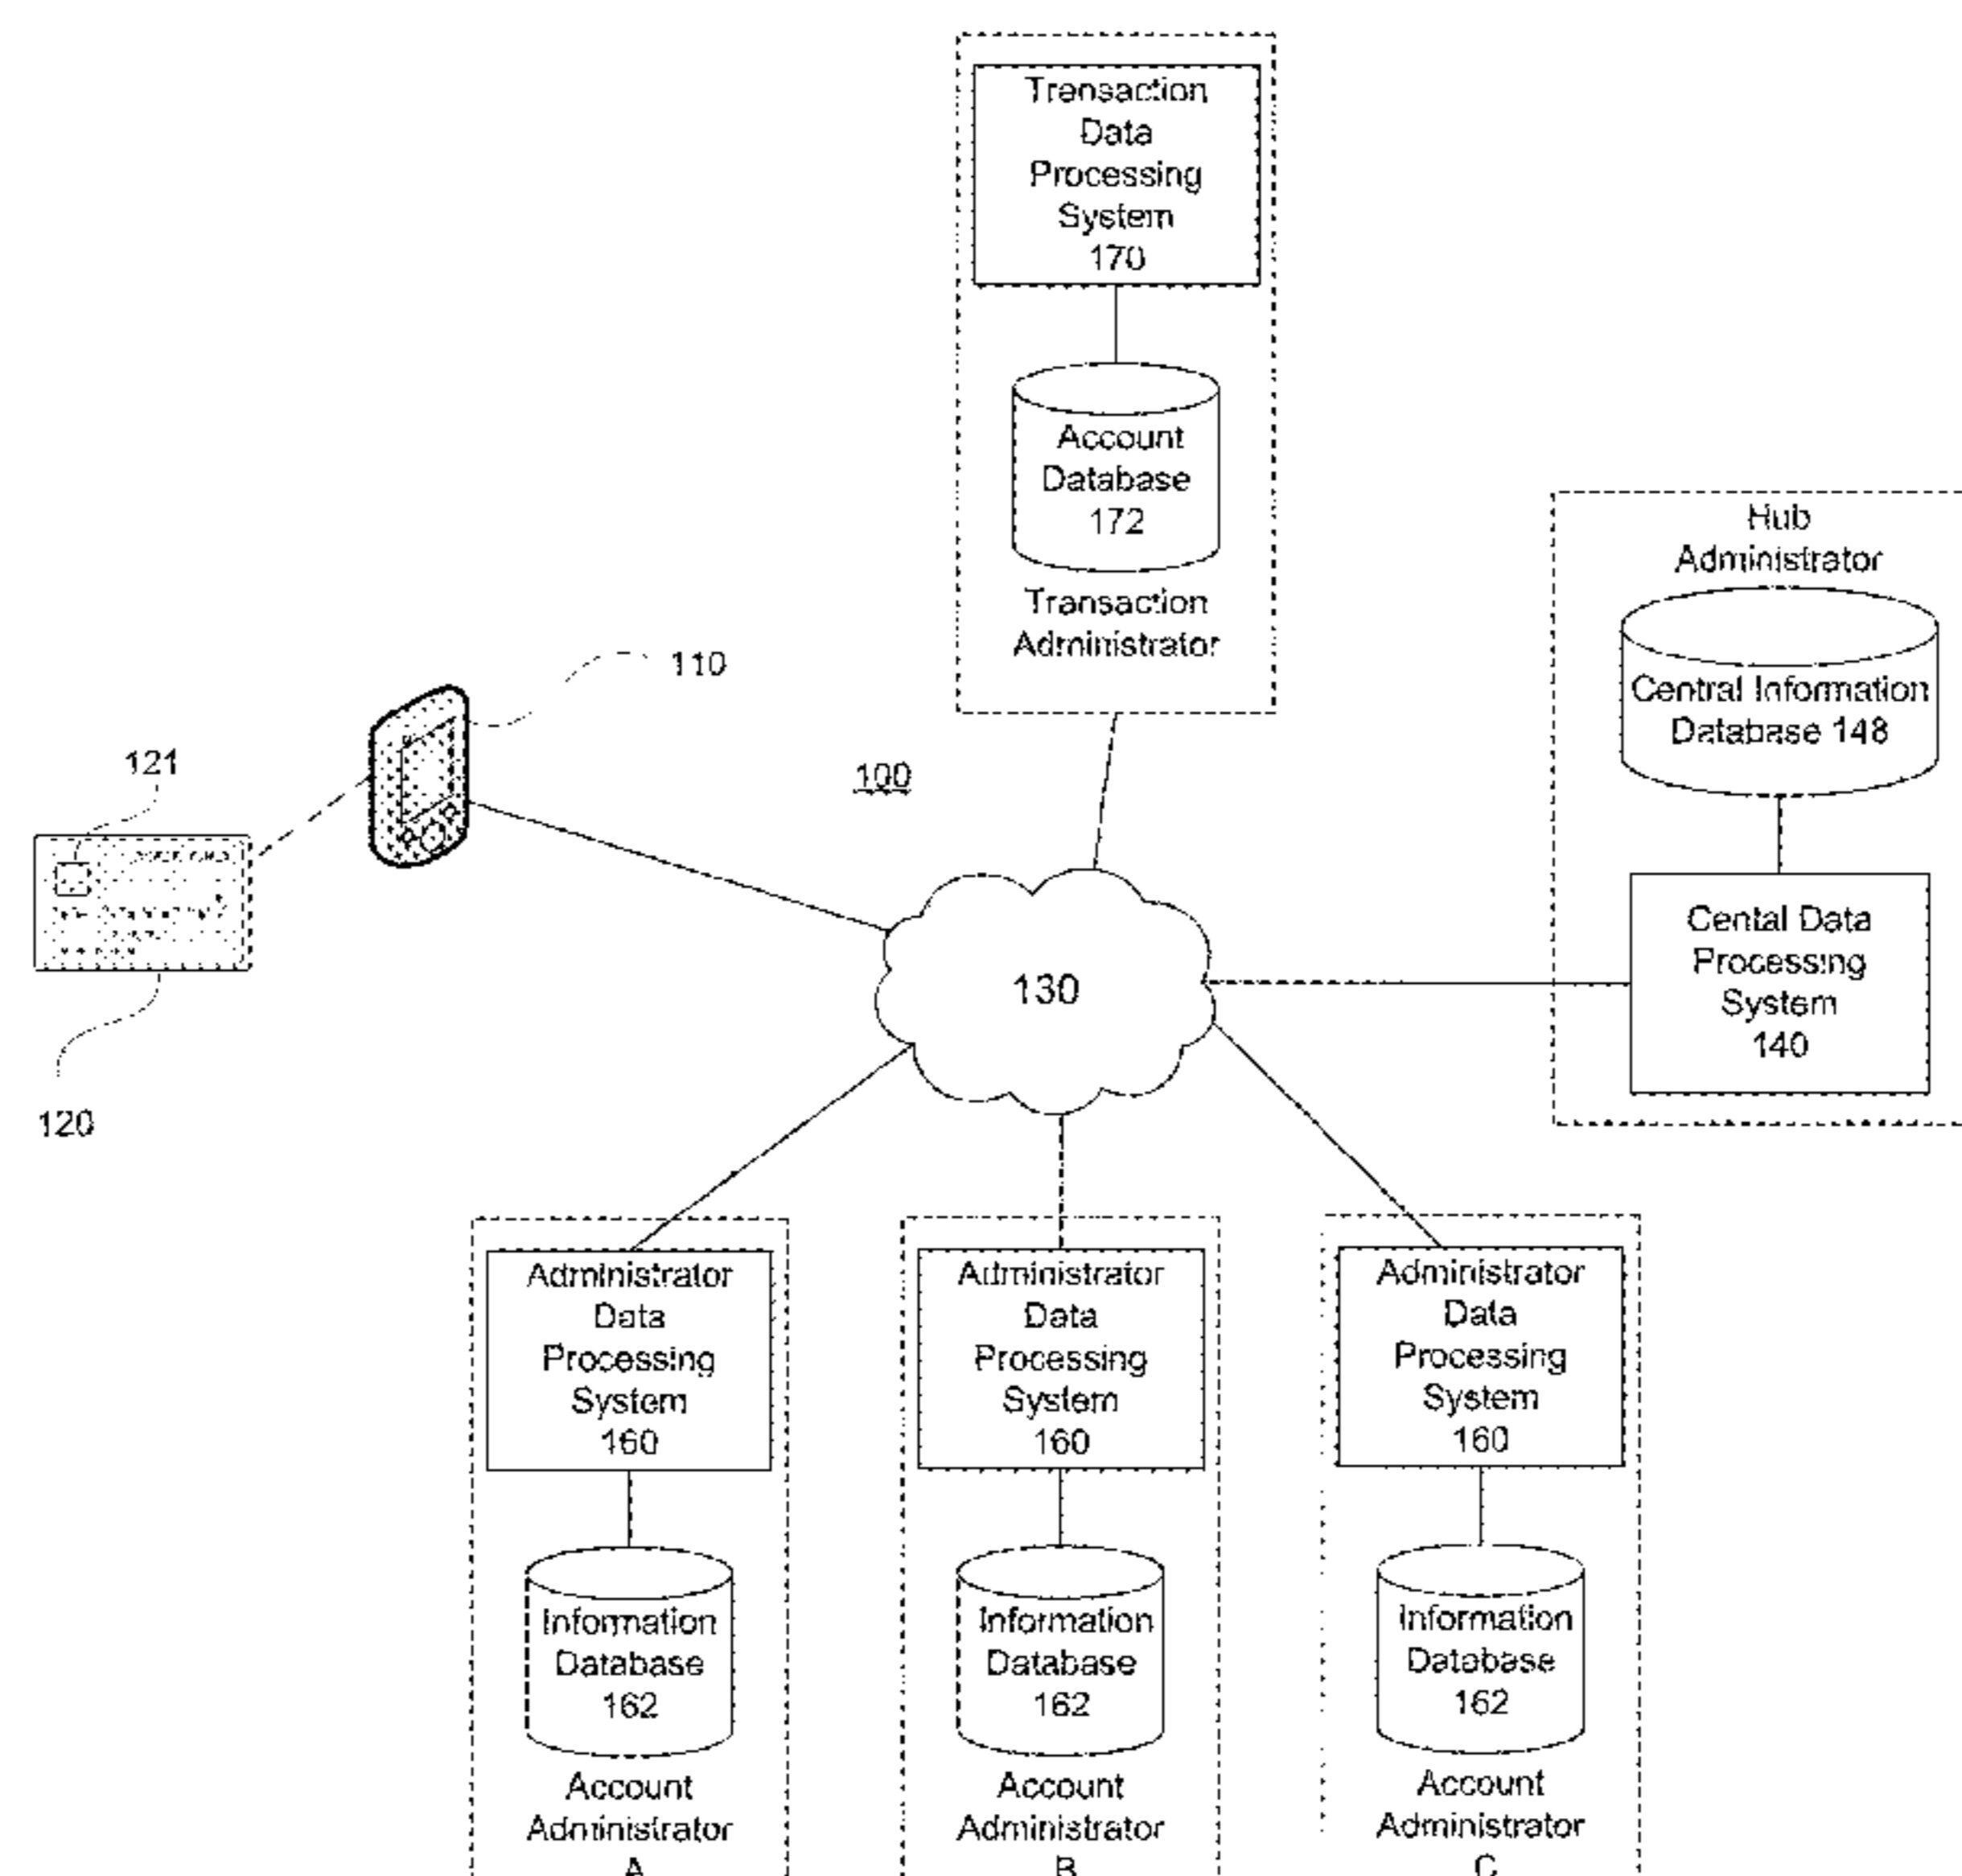 Transaction
Data
Processing
System
170
Account
Database
172
Transaction
Administrator
Hub
Administrator
Central Information
Database 148
Cental Data
Processing
System
140
110
121
100
120
130
Administrator
Data
Processing
System
160
Information
Database
162
Account
Administrator
A
Administrator
Data
Processing
System
160
Information
Database
162
Account
Administrator
B
Administrator
Data
Processing
System
160
Information
Database
162
Account
Administrator
C